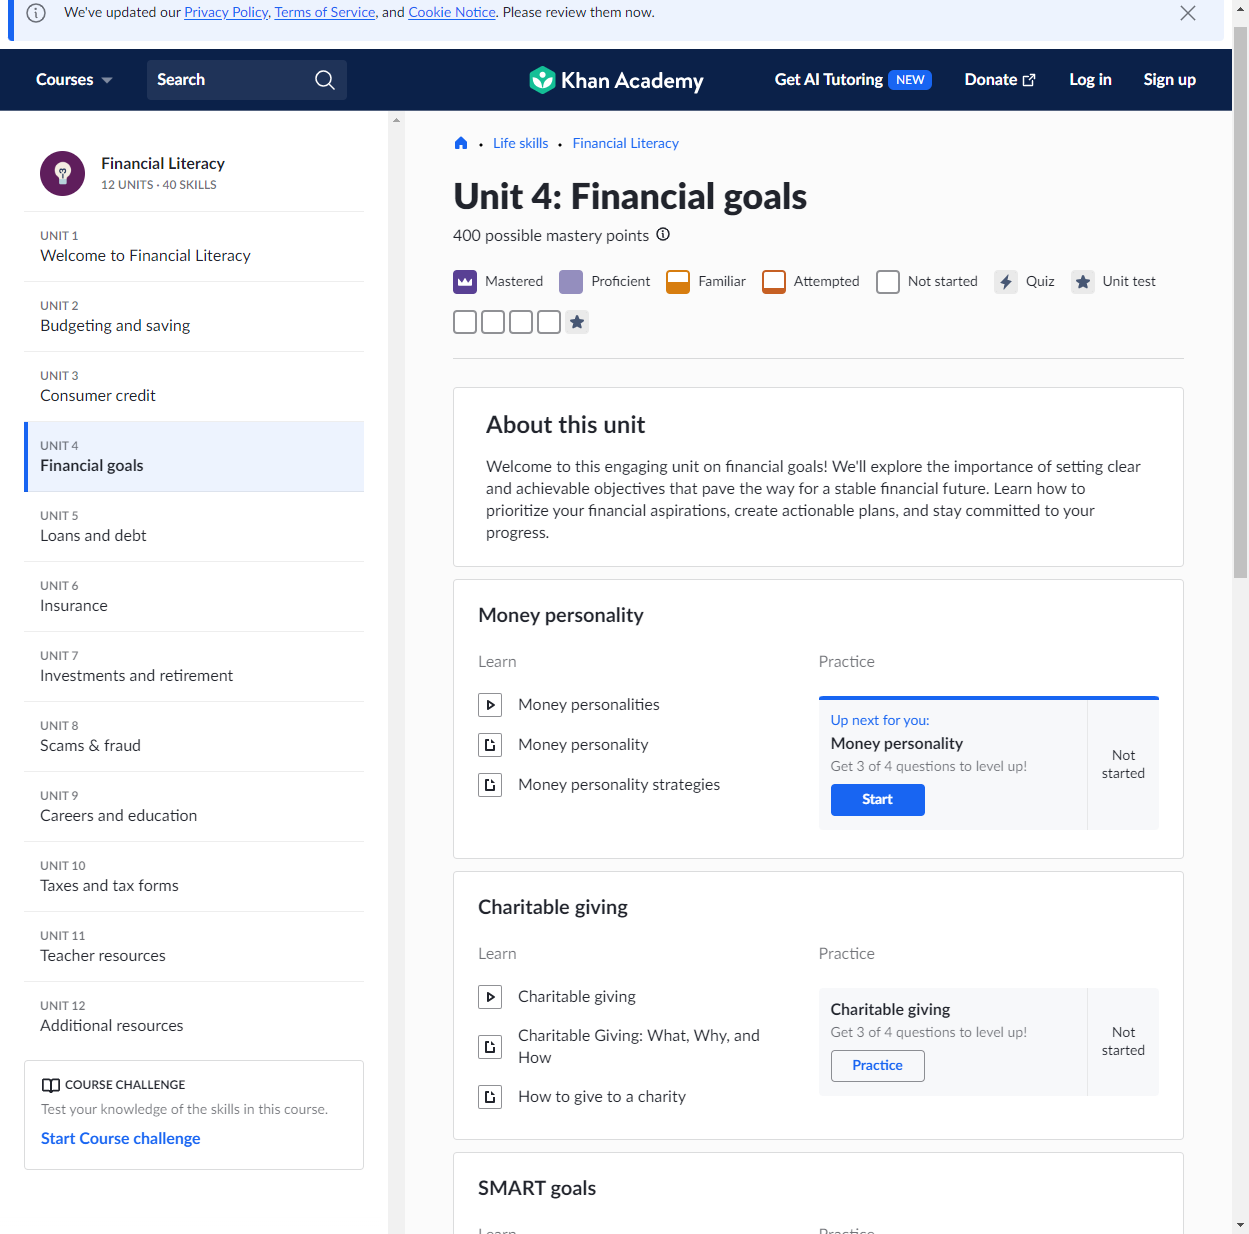 We've updated our Privacy Policy, Terms of Service, and Cookie Notice. Please review them now.
Courses
Search
Khan Academy
Get AI Tutoring NEW
Donate
Log in
Sign up
Financial Literacy
12 UNITS · 40 SKILLS
UNIT 1
Welcome to Financial Literacy
UNIT 2
Budgeting and saving
UNIT 3
Consumer credit
UNIT 4
Financial goals
UNIT 5
Loans and debt
UNIT 6
Insurance
UNIT 7
Investments and retirement
UNIT 8
Scams & fraud
UNIT 9
Careers and education
UNIT 10
Taxes and tax forms
UNIT 11
Teacher resources
UNIT 12
Additional resources
COURSE CHALLENGE
Test your knowledge of the skills in this course.
Start Course challenge
Life skills
Financial Literacy
Unit 4: Financial goals
400 possible mastery points
Mastered
Proficient
Familiar
Attempted
Not started
Quiz
Unit test
About this unit
Welcome to this engaging unit on financial goals! We'll explore the importance of setting clear
and achievable objectives that pave the way for a stable financial future. Learn how to
prioritize your financial aspirations, create actionable plans, and stay committed to your
progress.
Money personality
Learn
Money personalities
Money personality
Money personality strategies
Practice
Up next for you:
Money personality
Get 3 of 4 questions to level up!
Start
Not
started
Charitable giving
Learn
Charitable giving
Charitable Giving: What, Why, and
How
How to give to a charity
Practice
Charitable giving
Get 3 of 4 questions to level up!
Practice
Not
started
SMART goals
Learn
Practice